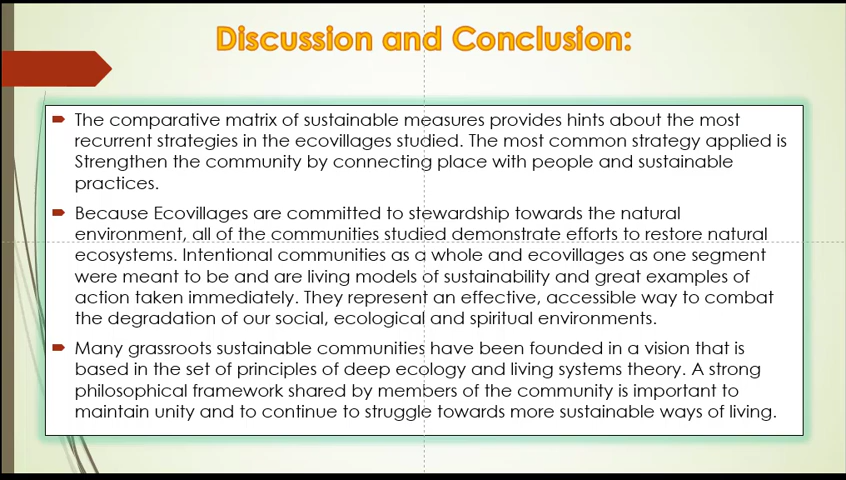 Discussion and Conclusion:
The comparative matrix of sustainable measures provides hints about the most
recurrent strategies in the ecovillages studied. The most common strategy applied is
Strengthen the community by connecting place with people and sustainable
practices.
Because Ecovillages are committed to stewardship towards the natural
environment, all of the communities studied demonstrate efforts to restore natural
ecosystems. Intentional communities as a whole and ecovillages as one segment
were meant to be and are living models of sustainability and great examples of
action taken immediately. They represent an effective, accessible way to combat
the degradation of our social, ecological and spiritual environments.
Many grassroots sustainable communities have been founded in a vision that is
based in the set of principles of deep ecology and living systems theory. A strong
philosophical framework shared by members of the community is important to
maintain unity and to continue to struggle towards more sustainable ways of living.